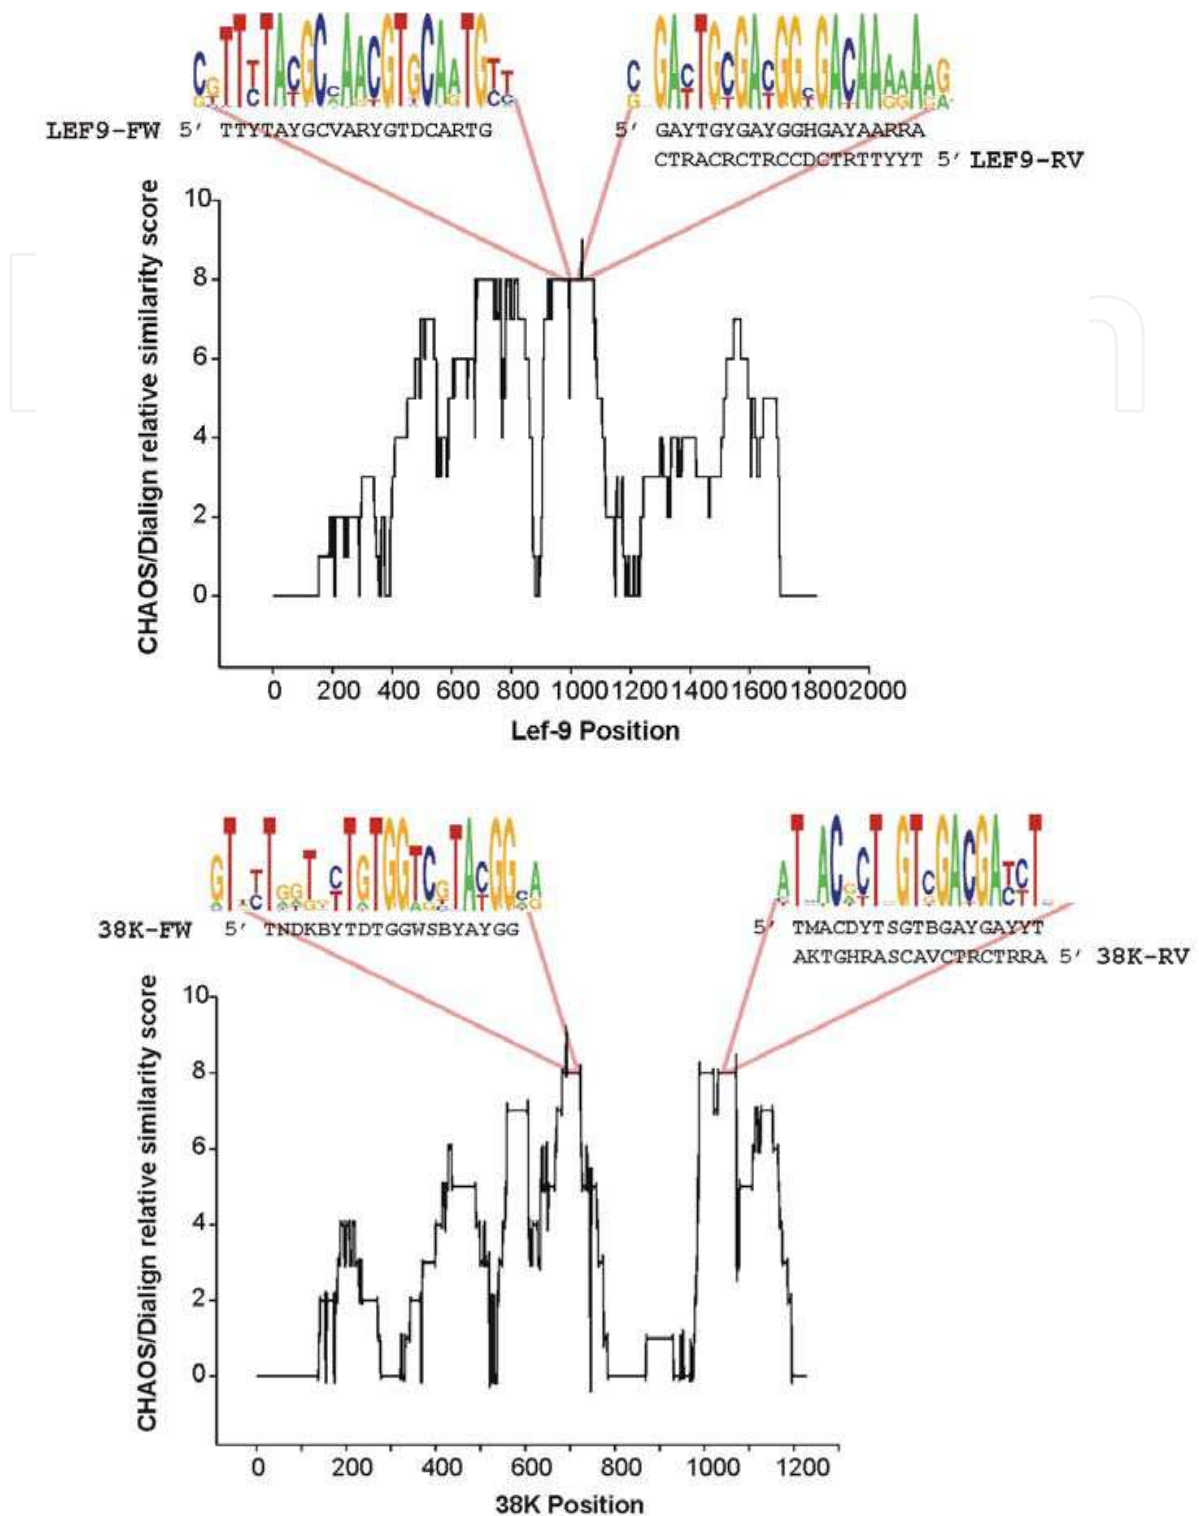 LEF9-FW 5′ TTYTAYGCVARYGTDCARTG
5′ GAYTGYGAYGGHGAYAARRA
CTRACRCTRCCDCTRTTYYT 5′ LEF9-RV
CHAOS/Dialign relative similarity score
10
8
6
4
2
0
0 200 400 600 800 1000 1200 1400 1600 1800 2000
Lef-9 Position
38K-FW 5′ TNDKBYTDTGGWSBYAYGG
5′ TMACDYTSGTBGAYGAYYT
AKTGHRASCAVCTRCTRRA 5′ 38K-RV
CHAOS/Dialign relative similarity score
10
8
6
4
2
0
0 200 400 600 800 1000 1200
38K Position